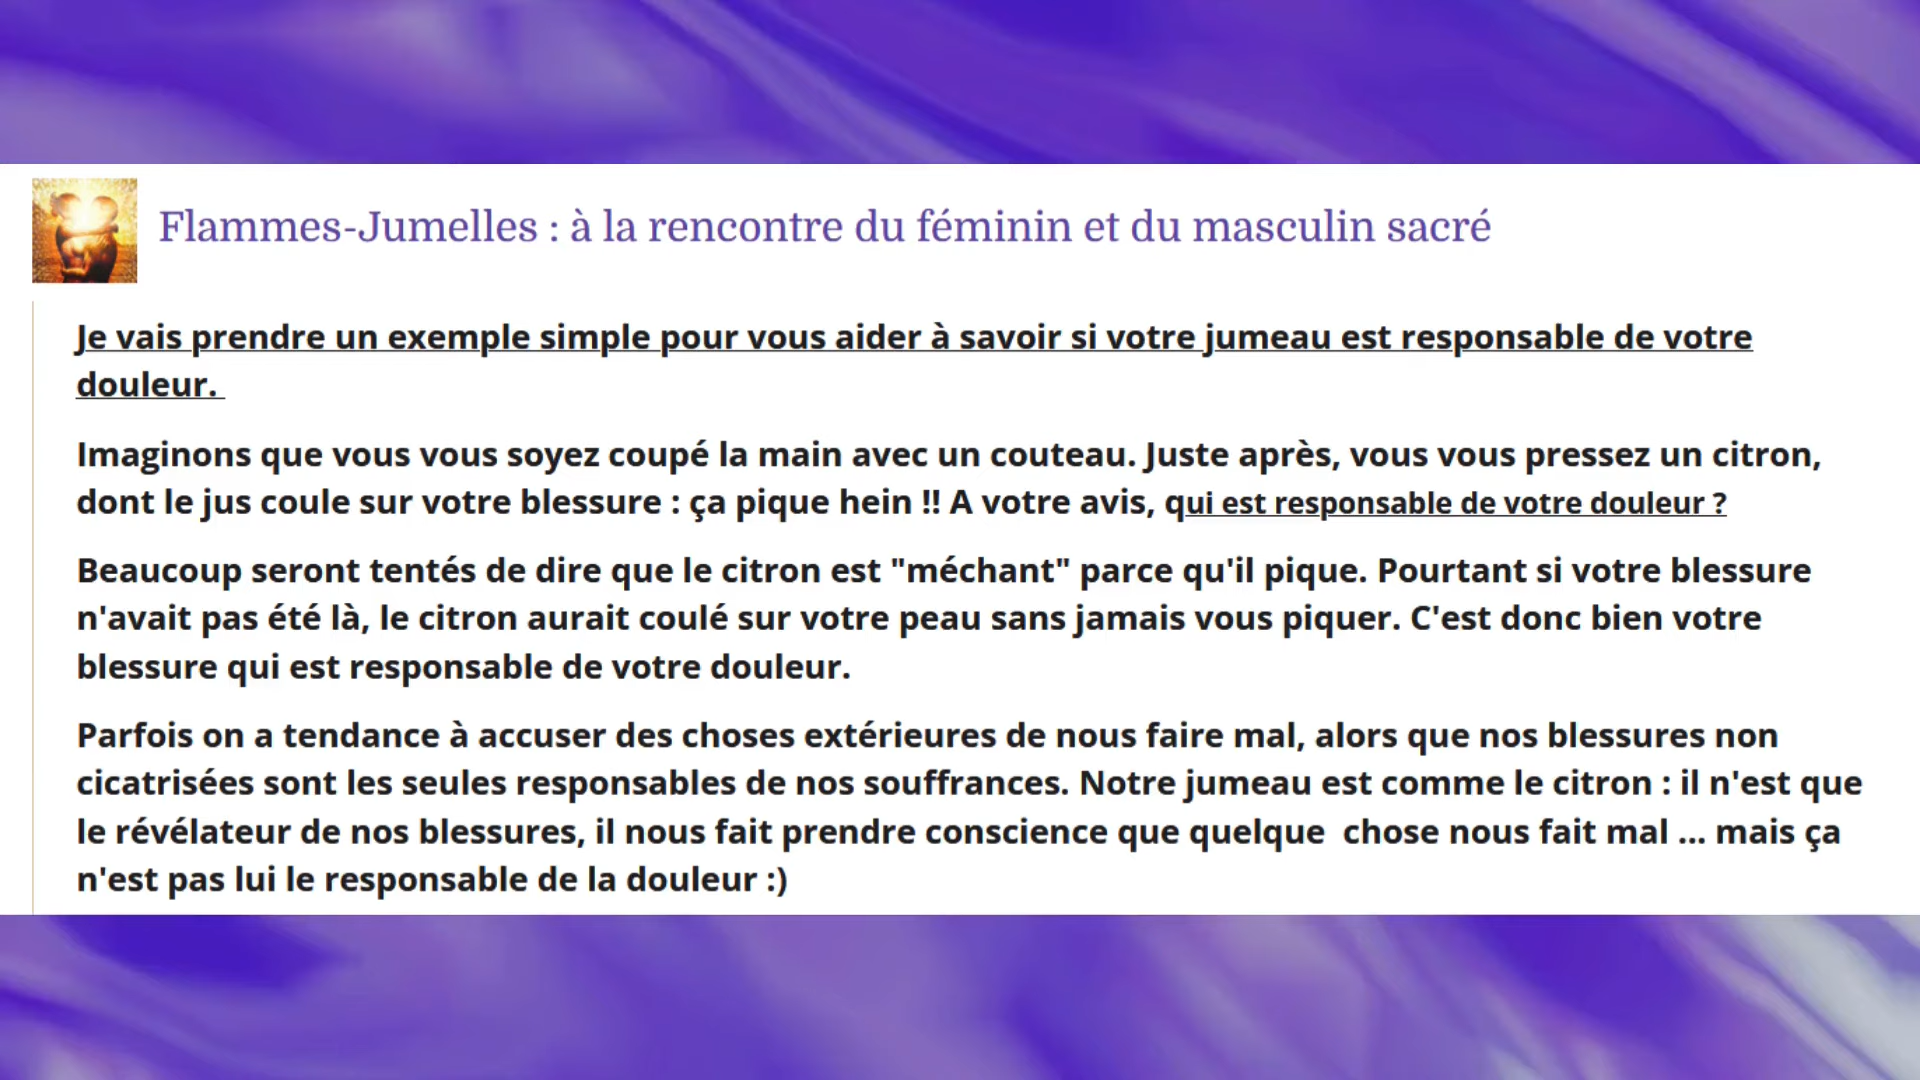 Flammes-Jumelles : à la rencontre du féminin et du masculin sacré
Je vais prendre un exemple simple pour vous aider à savoir si votre jumeau est responsable de votre
douleur.
Imaginons que vous vous soyez coupé la main avec un couteau. Juste après, vous vous pressez un citron,
dont le jus coule sur votre blessure : ça pique hein !! A votre avis, qui est responsable de votre douleur ?
Beaucoup seront tentés de dire que le citron est "méchant" parce qu'il pique. Pourtant si votre blessure
n'avait pas été là, le citron aurait coulé sur votre peau sans jamais vous piquer. C'est donc bien votre
blessure qui est responsable de votre douleur.
Parfois on a tendance à accuser des choses extérieures de nous faire mal, alors que nos blessures non
cicatrisées sont les seules responsables de nos souffrances. Notre jumeau est comme le citron : il n'est que
le révélateur de nos blessures, il nous fait prendre conscience que quelque  chose nous fait mal ... mais ça
n'est pas lui le responsable de la douleur :)